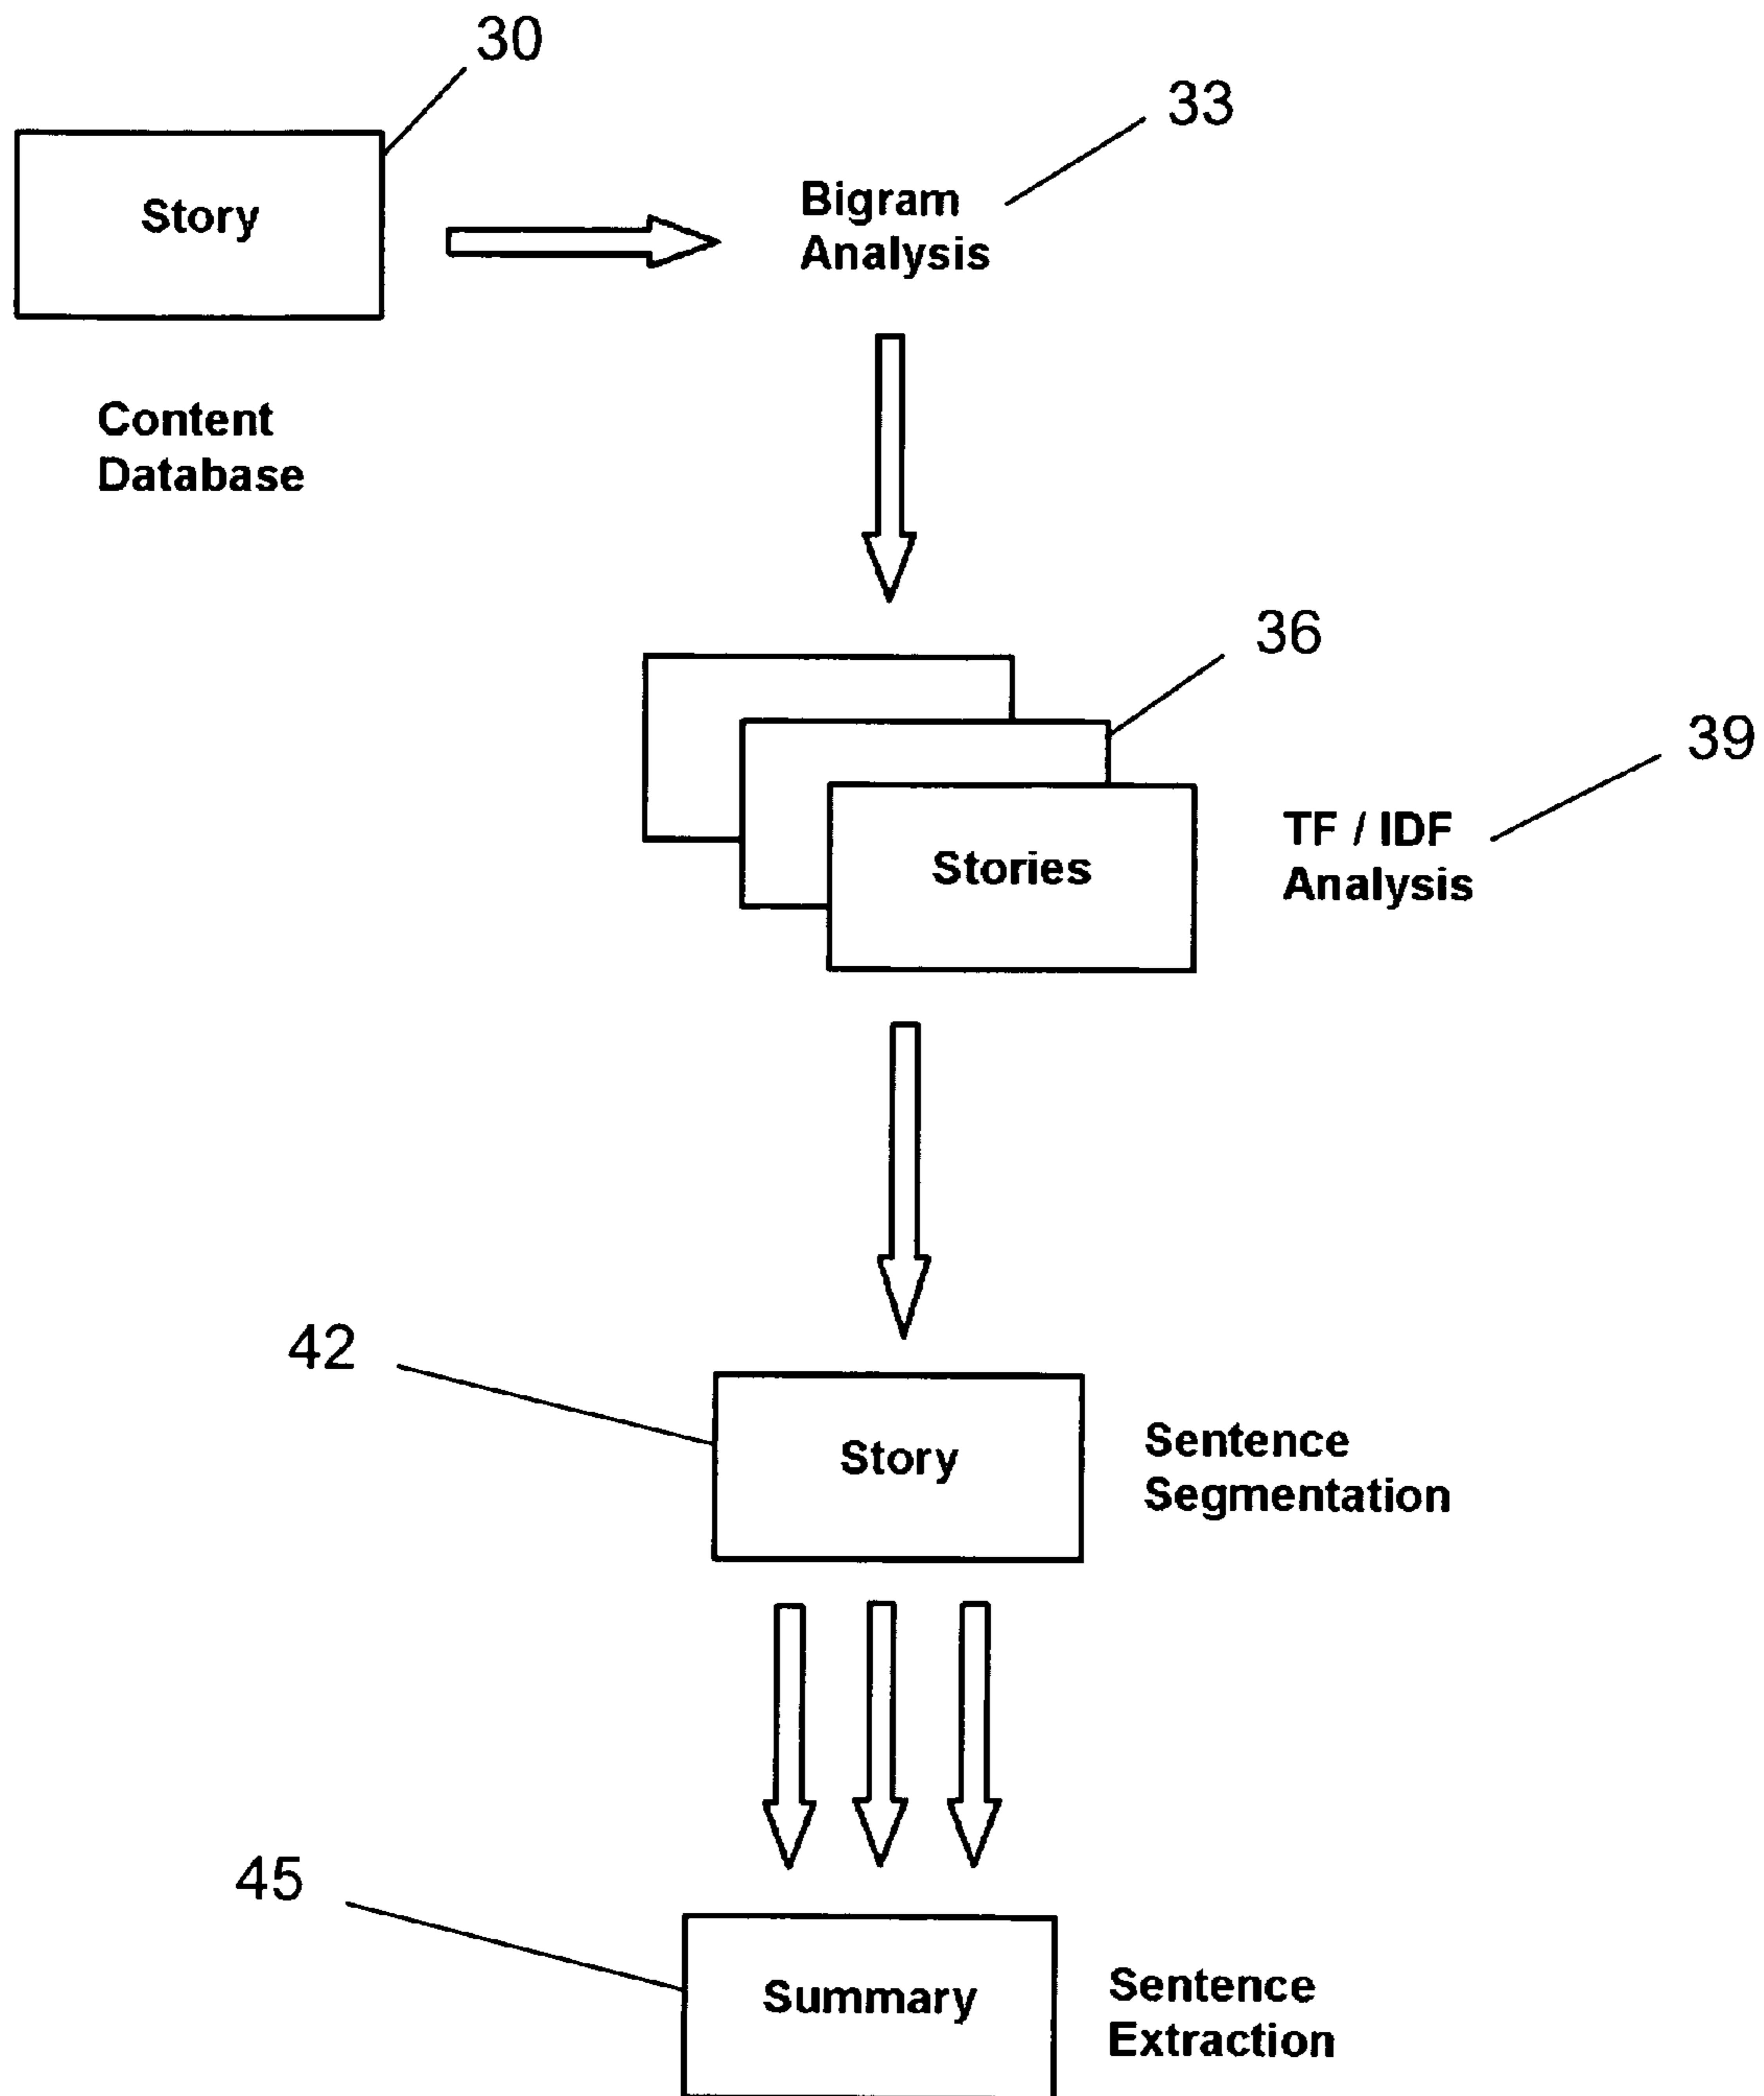 30
33
Story
Bigram
Analysis
Content
Database
36
39
TF / IDF
Analysis
Stories
42
Story
Sentence
Segmentation
45
Summary
Sentence
Extraction